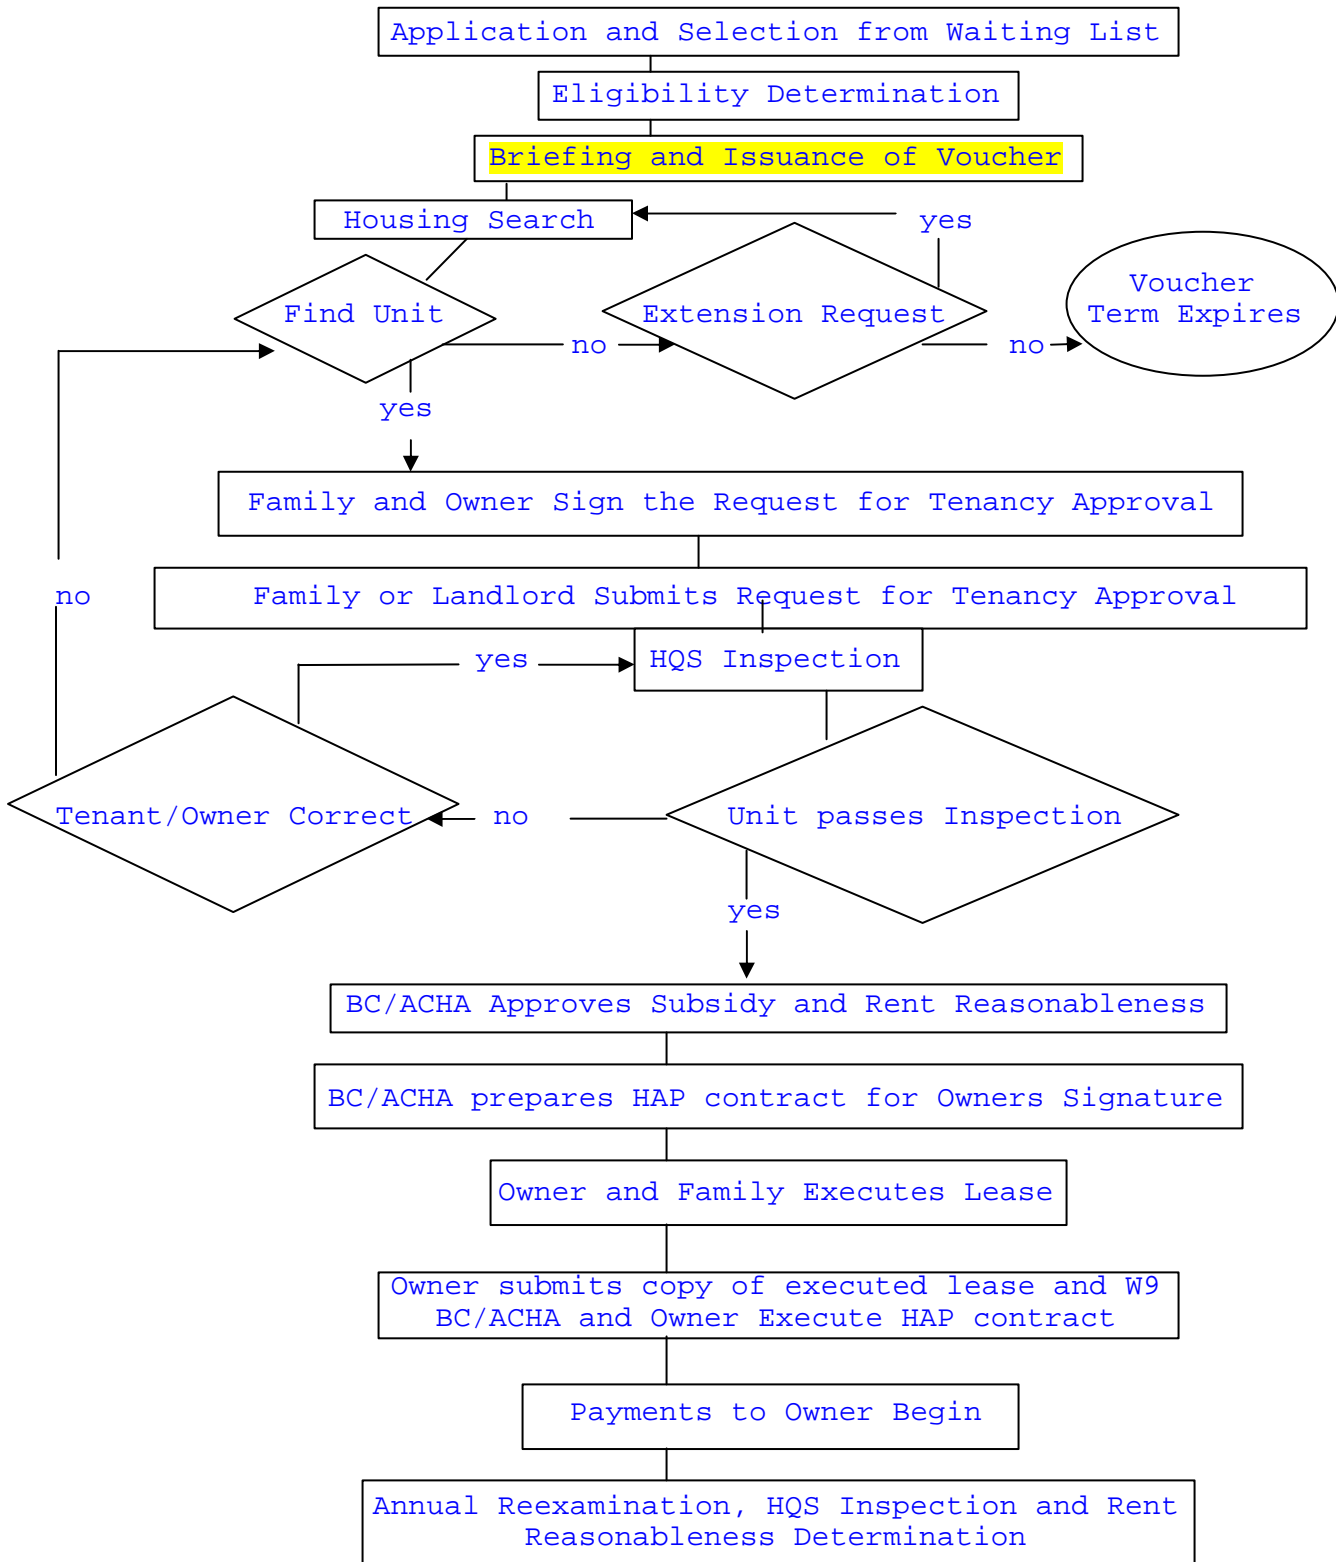 Application and Selection from Waiting List
Eligibility Determination
Briefing and Issuance of Voucher
Housing Search
yes
Find Unit
Extension Request
Voucher
Term Expires
no
no
yes
Family and Owner Sign the Request for Tenancy Approval
no
Family or Landlord Submits Request for Tenancy Approval
yes
HQS Inspection
Tenant/Owner Correct
no
Unit passes Inspection
yes
BC/ACHA Approves Subsidy and Rent Reasonableness
BC/ACHA prepares HAP contract for Owners Signature
Owner and Family Executes Lease
Owner submits copy of executed lease and W9
BC/ACHA and Owner Execute HAP contract
Payments to Owner Begin
Annual Reexamination, HQS Inspection and Rent
Reasonableness Determination